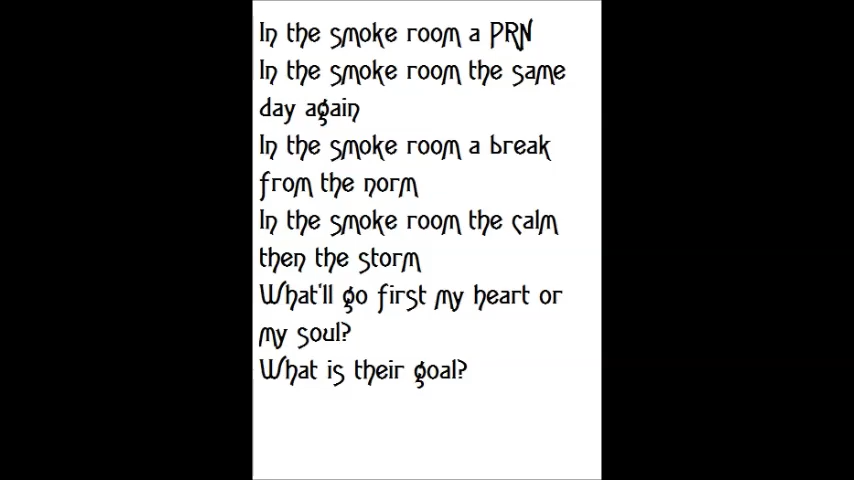 In the smoke room a PRN
In the smoke room the same
day again
In the smoke room a break
from the norm
In the smoke room the calm
then the storm
What'll go first my heart or
my soul?
What is their goal?